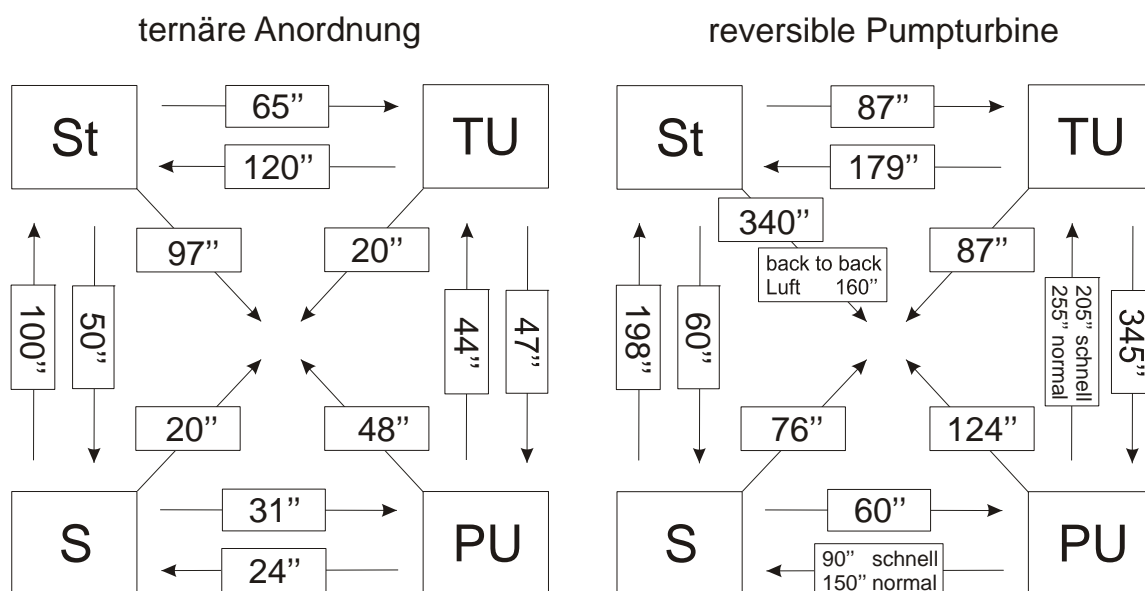 ternäre Anordnung
St
65’’
TU
120’’
97’’
20’’
100’’
50’’
44’’
47’’
20’’
48’’
S
31’’
PU
24’’
reversible Pumpturbine
St
87’’
TU
179’’
340’’
back to back
Luft 160’’
87’’
198’’
60’’
205’’ schnell
255’’ normal
345’’
76’’
124’’
S
60’’
PU
90’’ schnell
150’’ normal